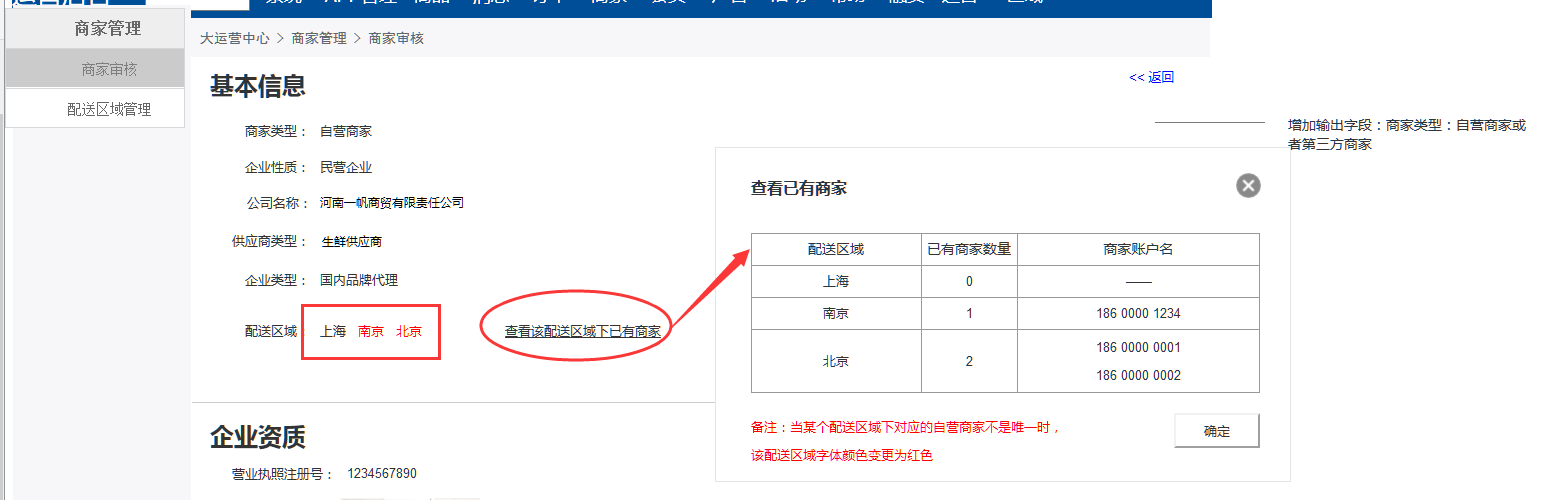 商家管理
商家审核
配送区域管理
大运营中心 > 商家管理 > 商家审核
基本信息
<< 返回
商家类型： 自营商家
企业性质： 民营企业
公司名称： 河南一帆商贸有限责任公司
供应商类型： 生鲜供应商
企业类型： 国内品牌代理
配送区域： 上海 南京 北京
查看该配送区域下已有商家
企业资质
营业执照注册号： 1234567890
增加输出字段：商家类型：自营商家或
者第三方商家
查看已有商家
配送区域 已有商家数量 商家账户名
上海 0 ——
南京 1 186 0000 1234
北京 2 186 0000 0001
186 0000 0002
备注：当某个配送区域下对应的自营商家不是唯一时，
该配送区域字体颜色变更为红色
确定